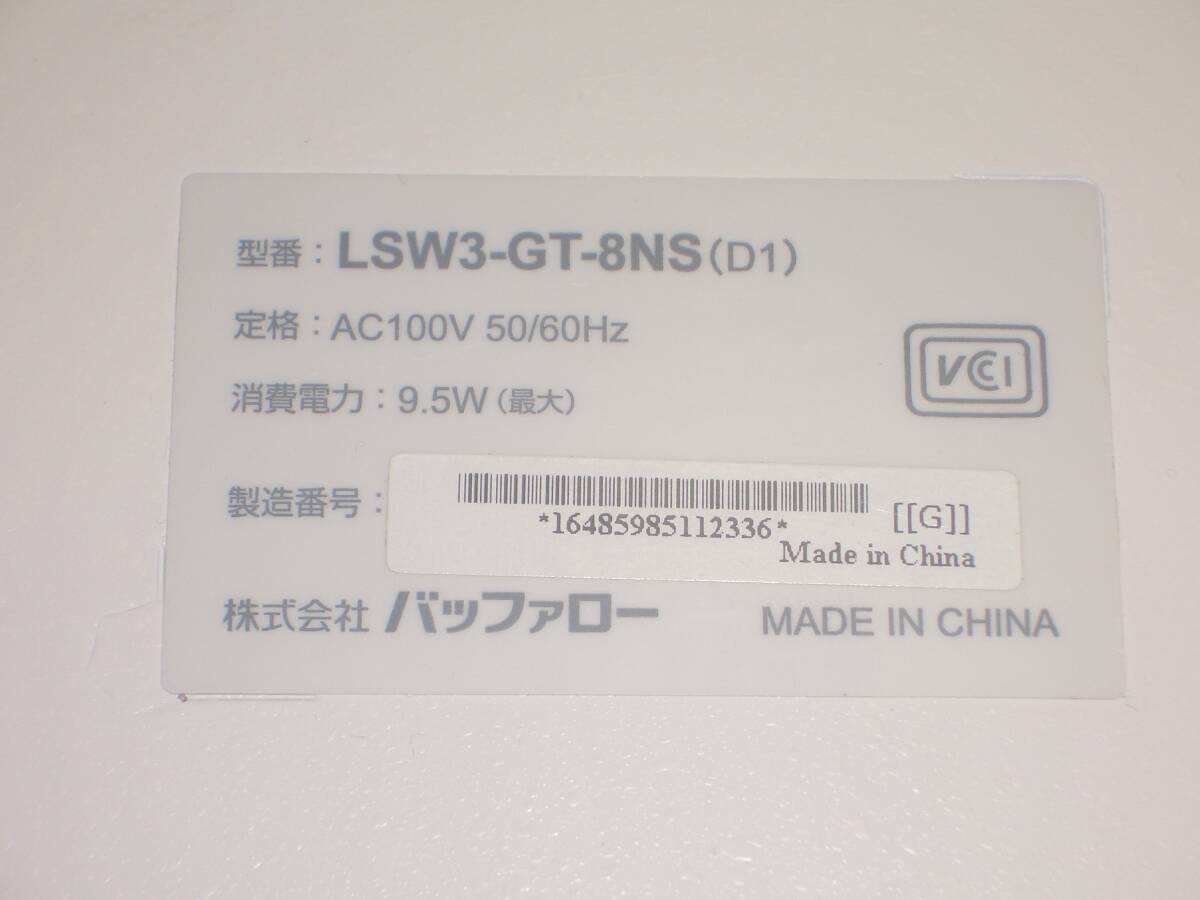 型番：LSW3-GT-8NS（D1）
定格：AC100V 50/60Hz
消費電力：9.5W（最大）
VCCI
製造番号：
*16485985112336*
[[G]]
Made in China
株式会社 バッファロー
MADE IN CHINA